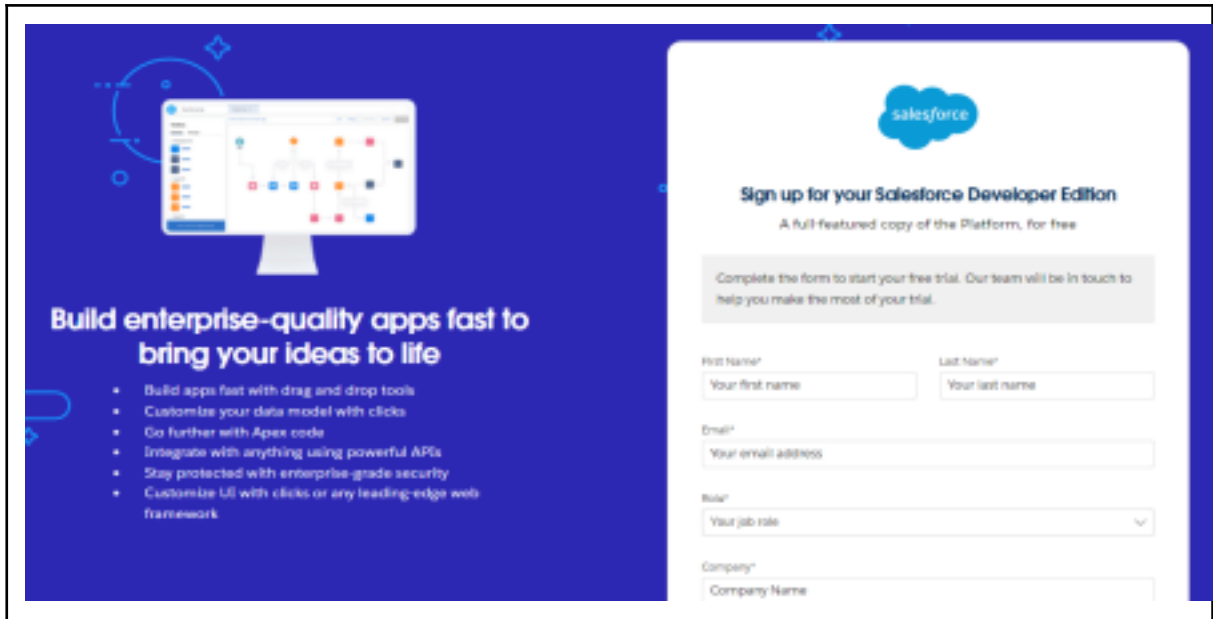 Build enterprise-quality apps fast to
bring your ideas to life
• Build apps fast with drag and drop tools
• Customize your data model with clicks
• Go further with Apex code
• Integrate with anything using powerful APIs
• Stay protected with enterprise-grade security
• Customize UI with clicks or any leading-edge web
framework
salesforce
Sign up for your Salesforce Developer Edition
A full-featured copy of the Platform, for free
Complete the form to start your free trial. Our team will be in touch to
help you make the most of your trial.
First Name* Last Name*
Your first name Your last name
Email*
Your email address
Role*
Your job role
Company*
Company Name